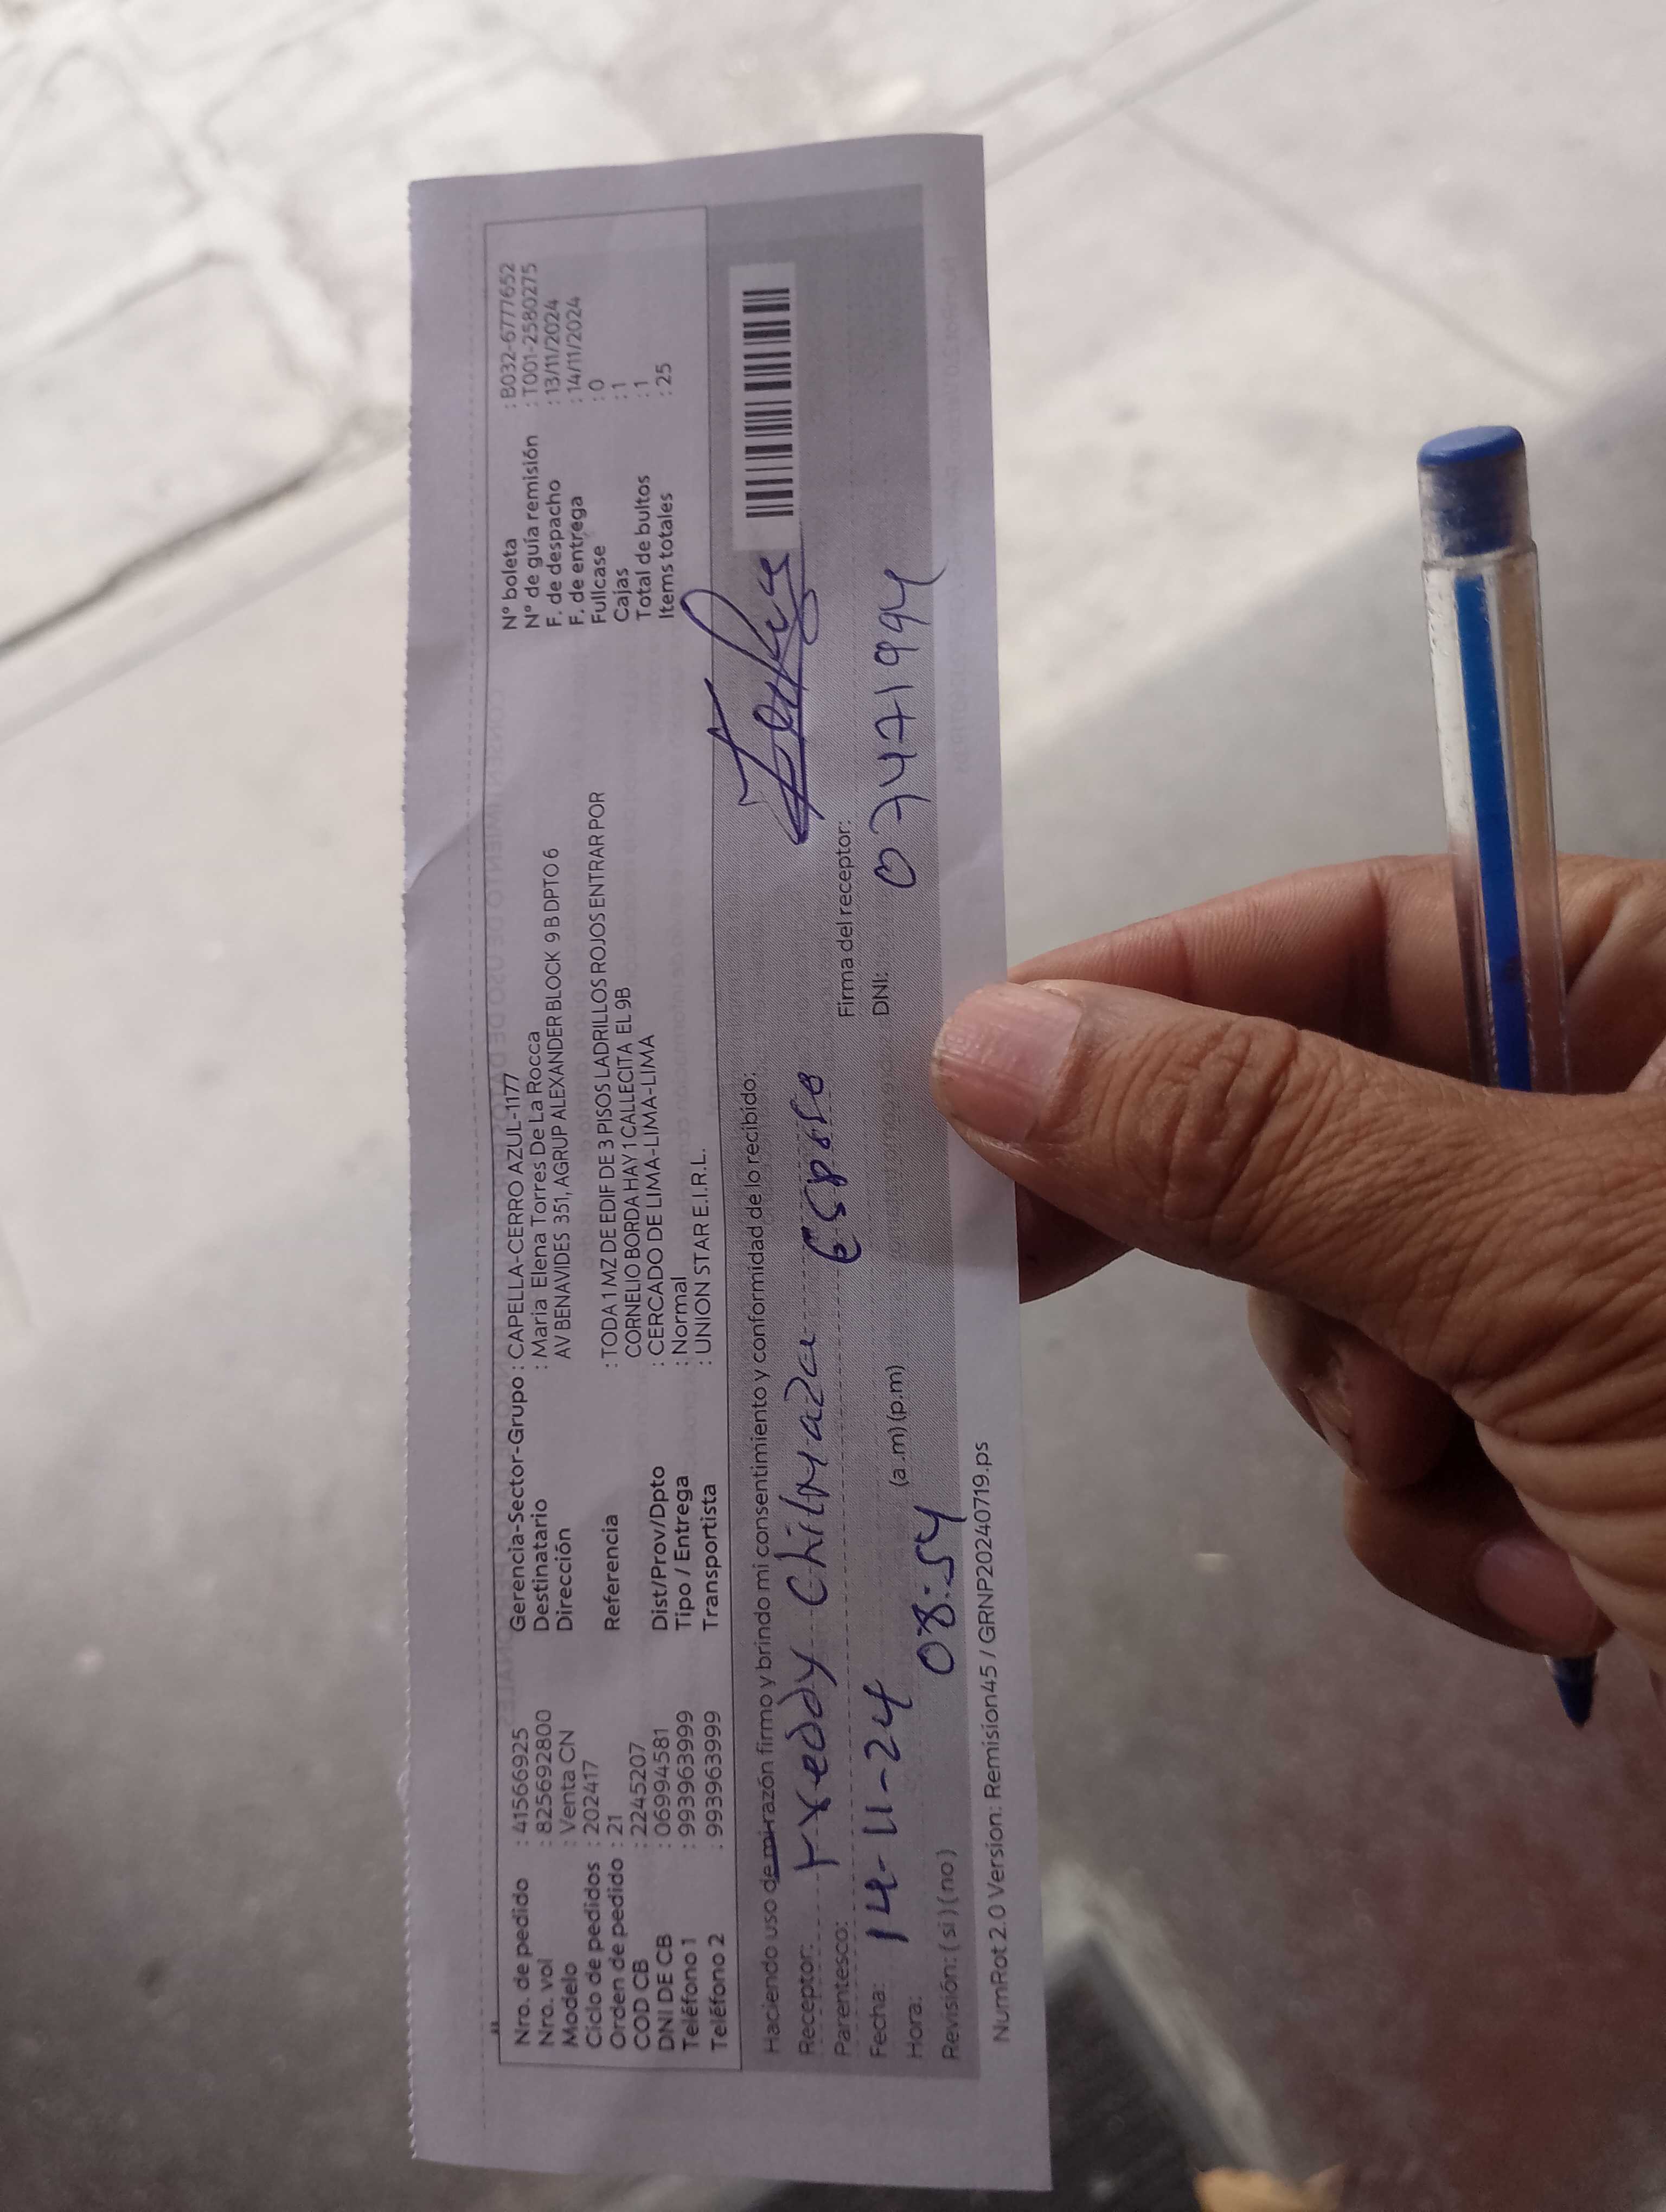 Nro. de pedido : 41566925
Nro. vol : 82569​2800
Modelo : Venta CN
Ciclo de pedidos : 202417
Orden de pedido : 21
COD CB : 2245207
DNI DE CB : 06994581
Teléfono 1 : 993963999
Teléfono 2 : 993963999
Gerencia-Sector-Grupo : CAPELLA-CERRO AZUL-1177
Destinatario : María Elena Torres De La Rocca
Dirección AV BENAVIDES 351, AGRUP ALEXANDER BLOCK 9 B DPTO 6
Referencia : TODA 1 MZ DE EDIF DE 3 PISOS LADRILLOS ROJOS ENTRAR POR
CORNELIO BORDA HAY 1 CALLECITA EL 9B
Dist/Prov/Dpto : CERCADO DE LIMA-LIMA-LIMA
Tipo / Entrega : Normal
Transportista : UNION STAR E.I.R.L.
N° boleta : B032-6777652
N° de guía remisión : T001-2580275
F. de despacho : 13/11/2024
F. de entrega : 14/11/2024
Fullcase : 0
Cajas : 1
Total de bultos : 1
Items totales : 25
Haciendo uso de mi razón firmo y brindo mi consentimiento y conformidad de lo recibido:
Receptor: Freddy Chilmaza
Parentesco: Esposo
Firma del receptor:
Fecha: 14-11-24
DNI: 07471994
Hora: 08:54 (a.m) (p.m)
Revisión: ( si ) ( no )
NumRot 2.0 Version: Remision45 / GRNP20240719.ps